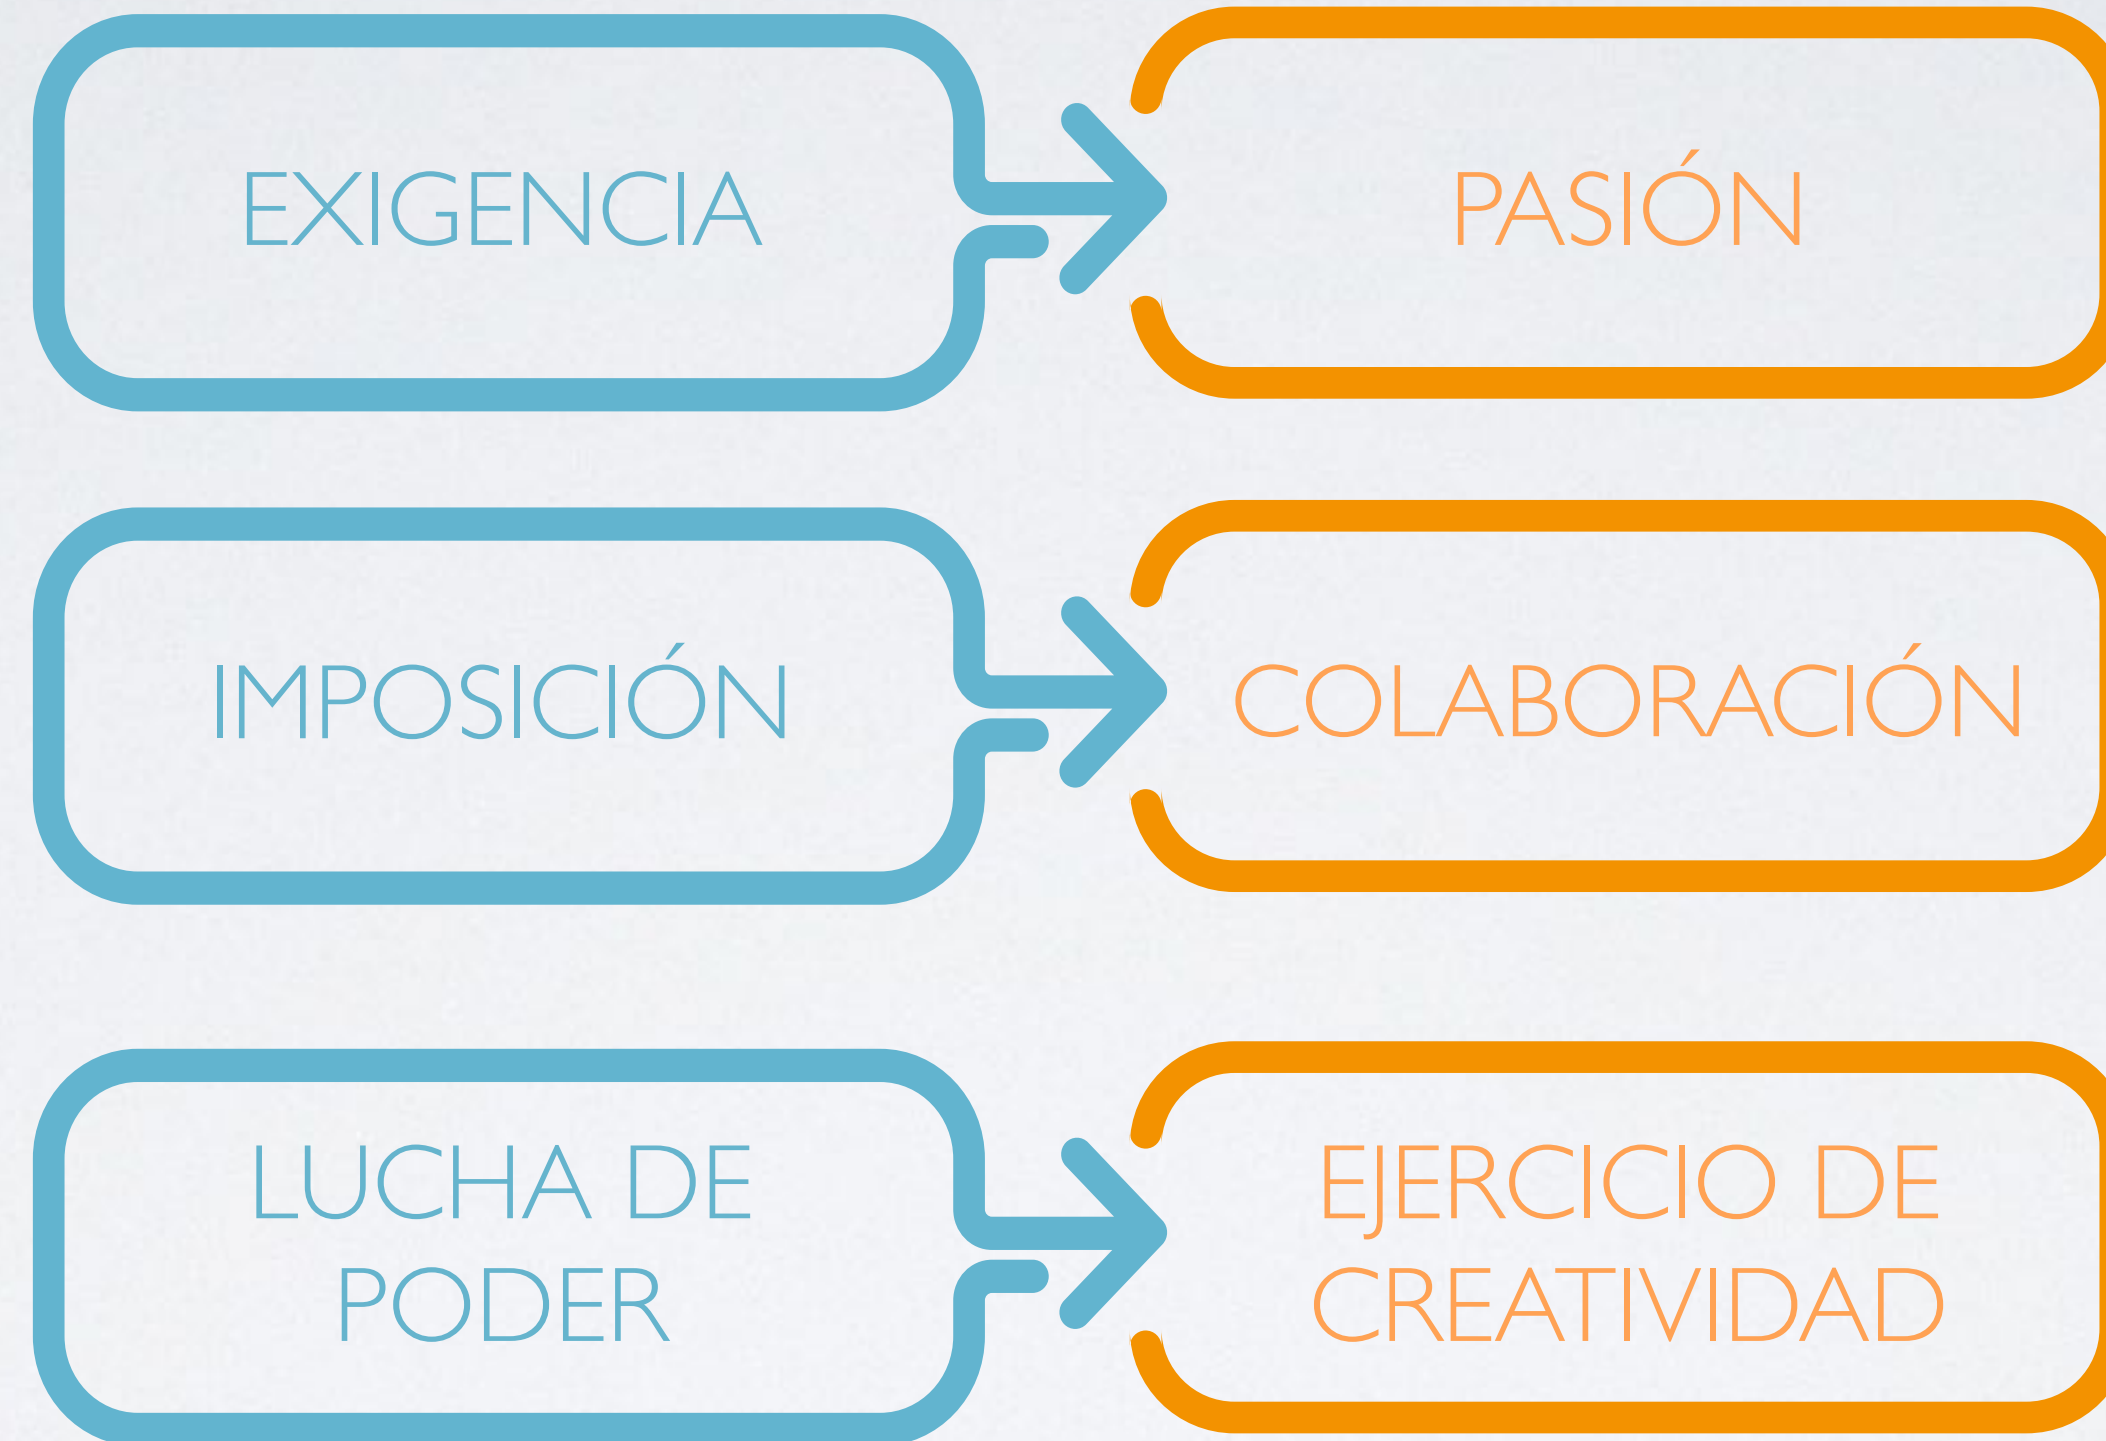 EXIGENCIA
PASIÓN
IMPOSICIÓN
COLABORACIÓN
LUCHA DE
PODER
EJERCICIO DE
CREATIVIDAD